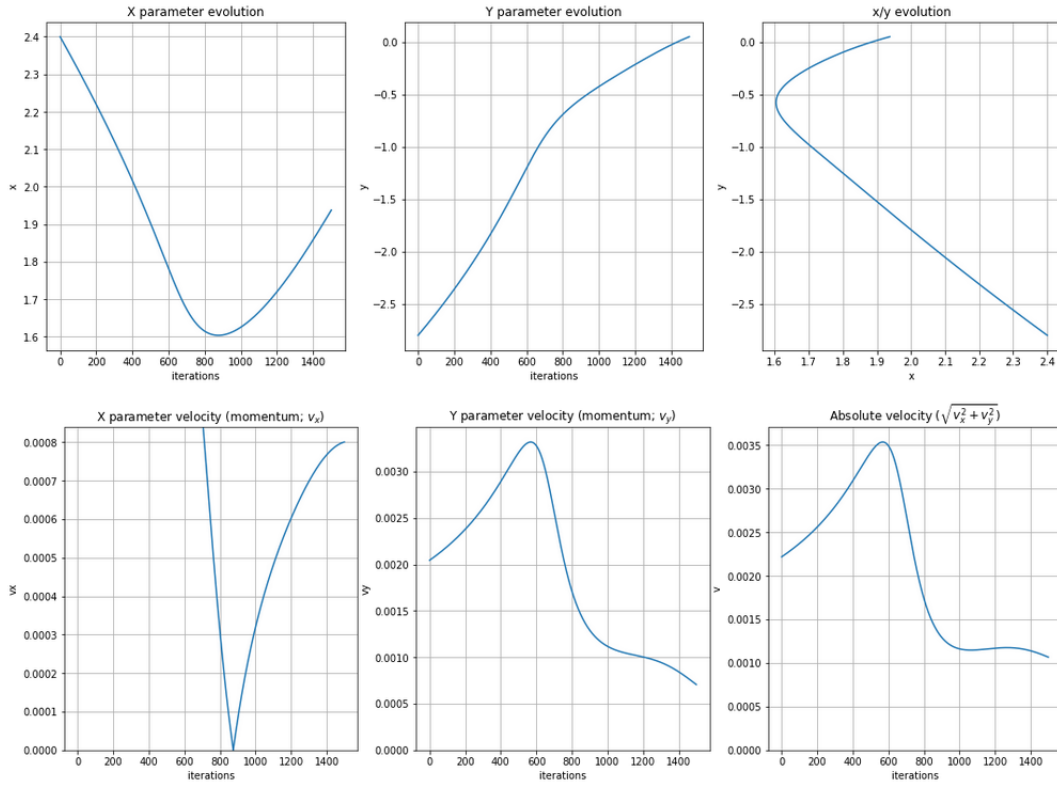 X parameter evolution
2.4
2.3
2.2
2.1
2.0
1.9
1.8
1.7
1.6
x
0 200 400 600 800 1000 1200 1400
iterations
Y parameter evolution
0.0
−0.5
−1.0
−1.5
−2.0
−2.5
y
0 200 400 600 800 1000 1200 1400
iterations
x/y evolution
0.0
−0.5
−1.0
−1.5
−2.0
−2.5
y
1.6 1.7 1.8 1.9 2.0 2.1 2.2 2.3 2.4
x
X parameter velocity (momentum; vₓ)
0.0008
0.0007
0.0006
0.0005
0.0004
0.0003
0.0002
0.0001
0.0000
vx
0 200 400 600 800 1000 1200 1400
iterations
Y parameter velocity (momentum; v_y)
0.0030
0.0025
0.0020
0.0015
0.0010
0.0005
0.0000
vy
0 200 400 600 800 1000 1200 1400
iterations
Absolute velocity (√(v_x^2 + v_y^2))
0.0035
0.0030
0.0025
0.0020
0.0015
0.0010
0.0005
0.0000
v
0 200 400 600 800 1000 1200 1400
iterations